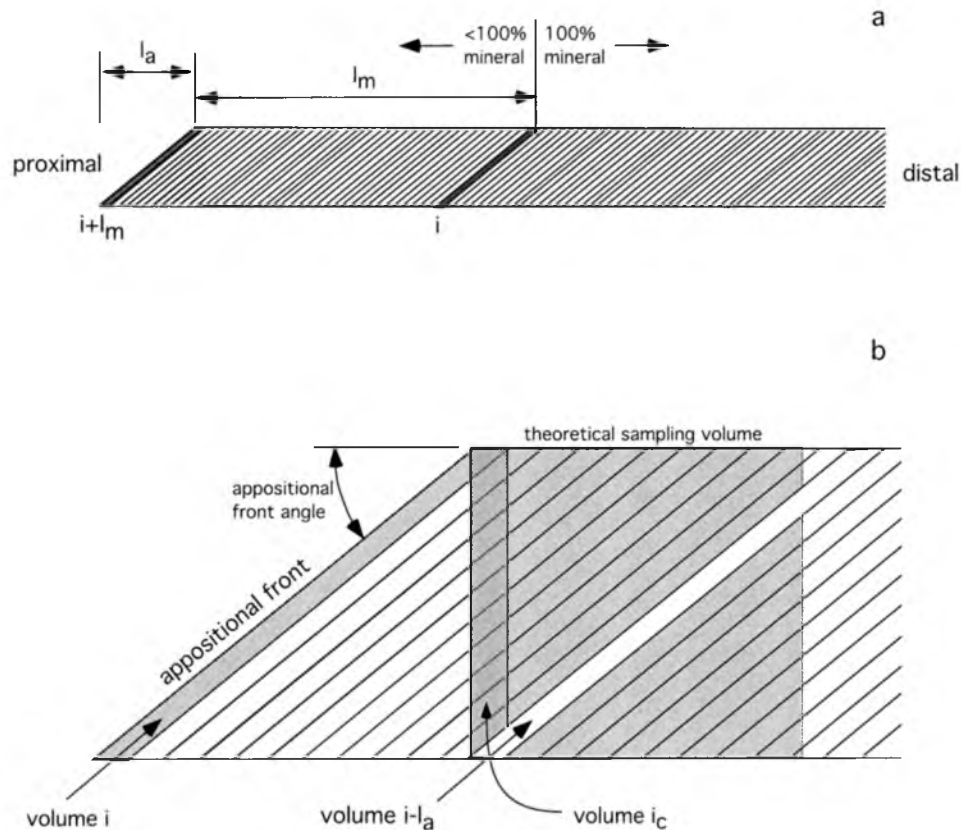 a
<100%
mineral
100%
mineral
la
lm
proximal
distal
i+lm
i
b
theoretical sampling volume
appositional
front angle
appositional front
volume i
volume i-la
volume ic